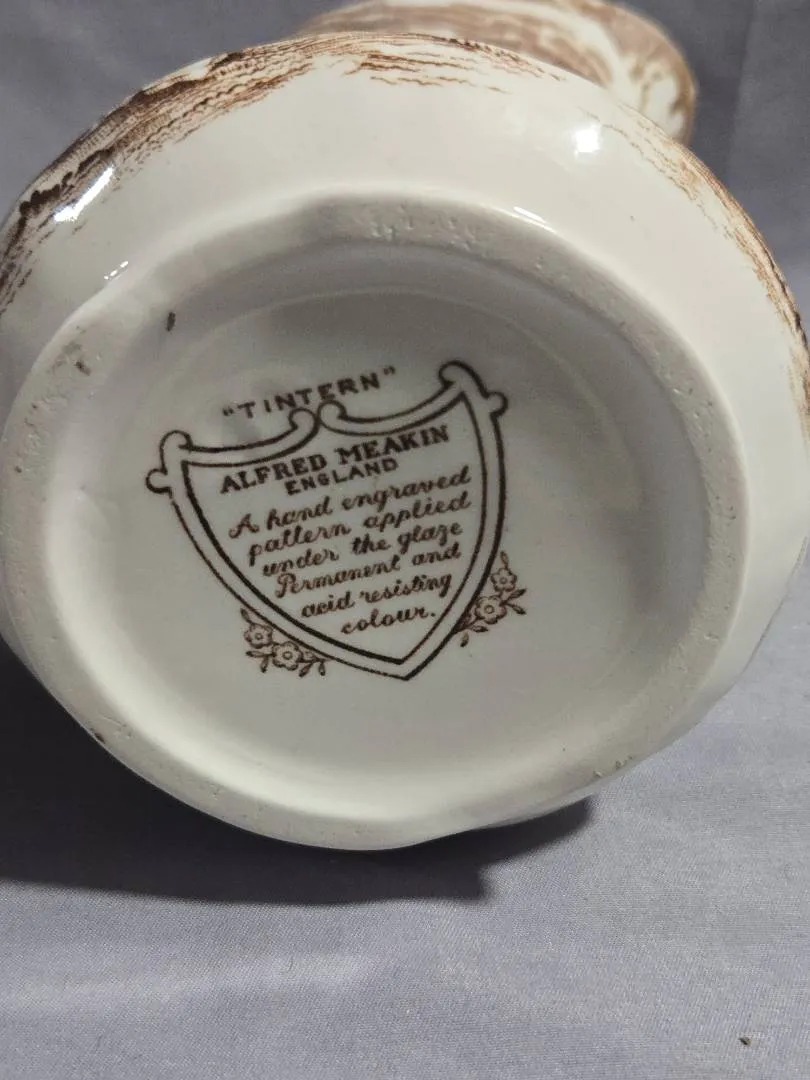 "TINTERN"
ALFRED MEAKIN
ENGLAND
A hand engraved
pattern applied
under the glaze
Permanent and
acid resisting
colour.